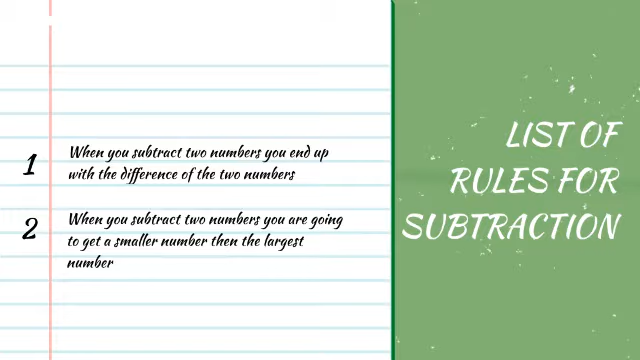 LIST OF
RULES FOR
SUBTRACTION
1
When you subtract two numbers you end up
with the difference of the two numbers
2
When you subtract two numbers you are going
to get a smaller number then the largest
number